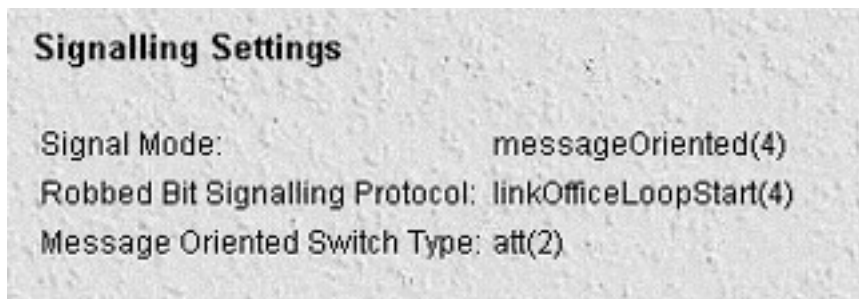 Signalling Settings
Signal Mode: messageOriented(4)
Robbed Bit Signalling Protocol: linkOfficeLoopStart(4)
Message Oriented Switch Type: att(2)